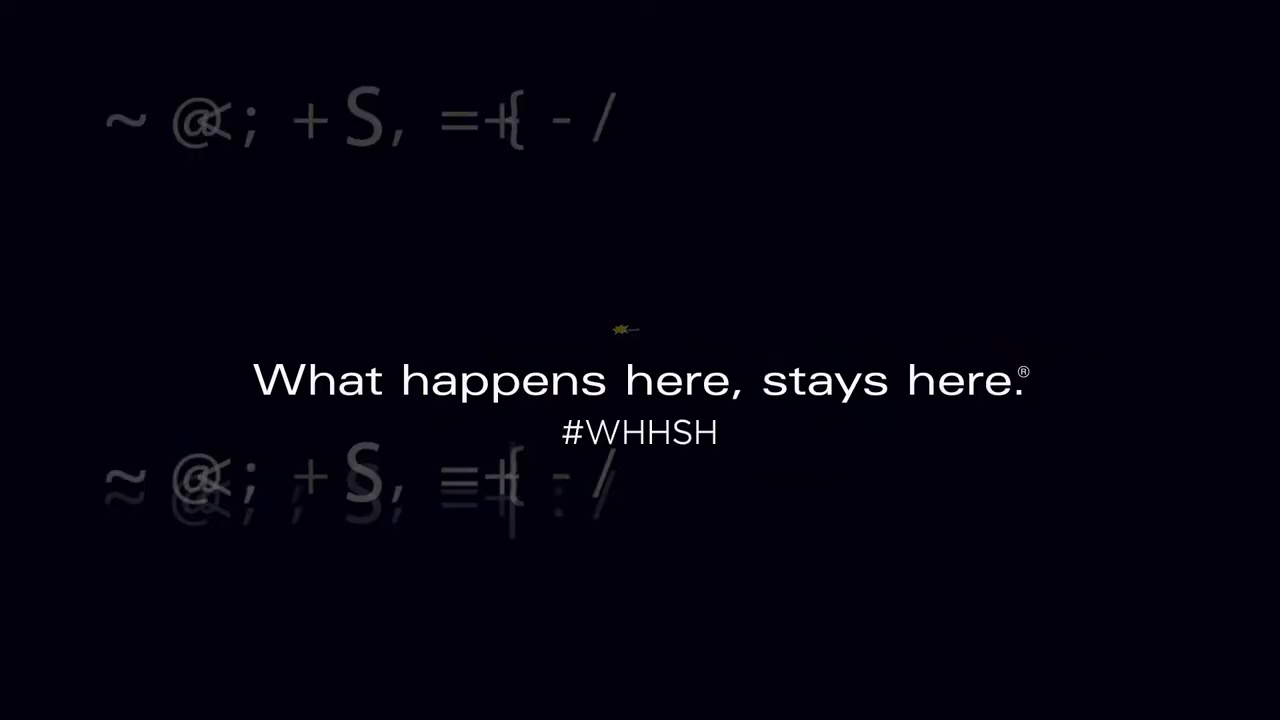 ~ @<; + S, =+{ - /
What happens here, stays here.®
#WHHSH
~ @<; + S, ≡+{ - /